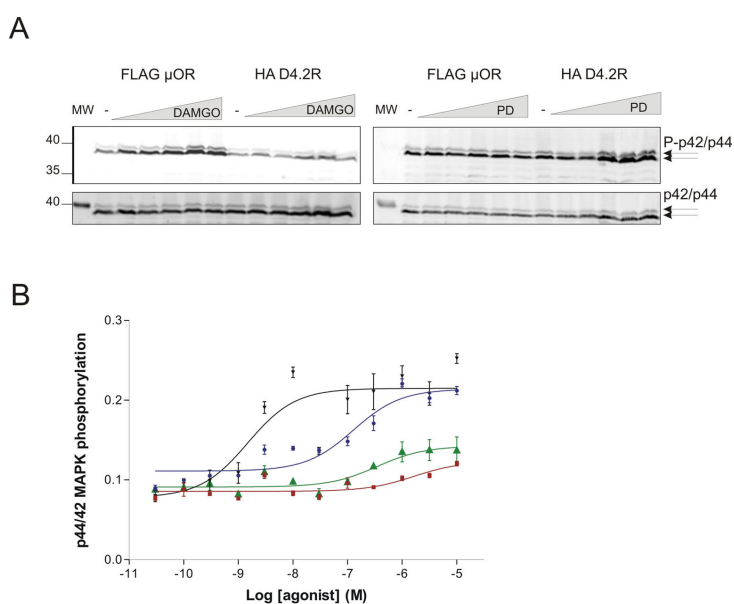 A
FLAG µOR HA D4.2R FLAG µOR HA D4.2R
MW - DAMGO - DAMGO MW - PD - PD
40
35
P-p42/p44
40
p42/p44
B
p44/42 MAPK phosphorylation
0.3
0.2
0.1
0.0
-11 -10 -9 -8 -7 -6 -5
Log [agonist] (M)